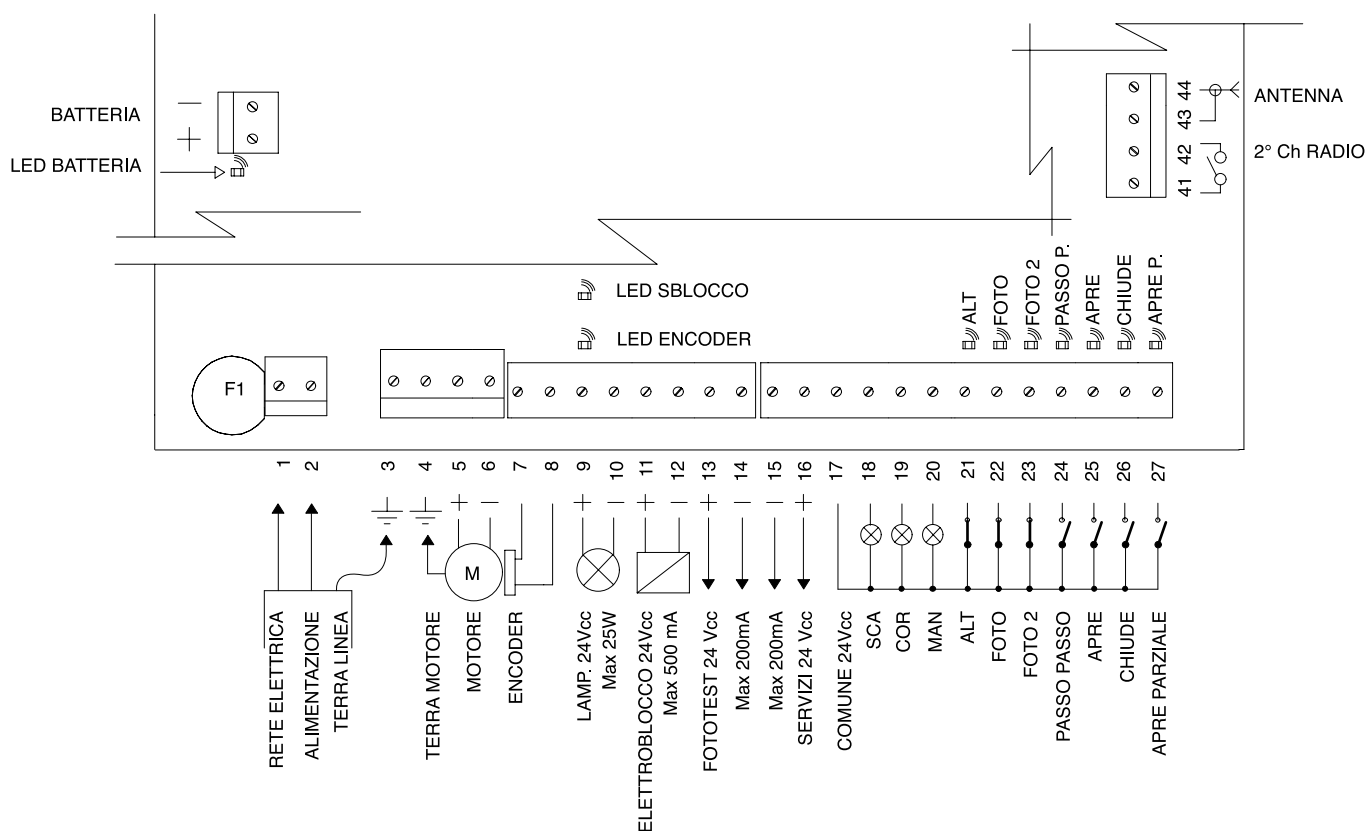 BATTERIA
− +
LED BATTERIA
44
43
ANTENNA
42
41
2° Ch RADIO
LED SBLOCCO
LED ENCODER
ALT
FOTO
FOTO 2
PASSO P.
APRE
CHIUDE
APRE P.
F1
1 2 3 4 5 6 7 8 9 10 11 12 13 14 15 16 17 18 19 20 21 22 23 24 25 26 27
+ − + − + − + − − +
M
RETE ELETTRICA
ALIMENTAZIONE
TERRA LINEA
TERRA MOTORE
MOTORE
ENCODER
LAMP. 24Vcc
Max 25W
ELETTROBLOCCO 24Vcc
Max 500 mA
FOTOTEST 24 Vcc
Max 200mA
Max 200mA
SERVIZI 24 Vcc
COMUNE 24Vcc
SCA
COR
MAN
ALT
FOTO
FOTO 2
PASSO PASSO
APRE
CHIUDE
APRE PARZIALE